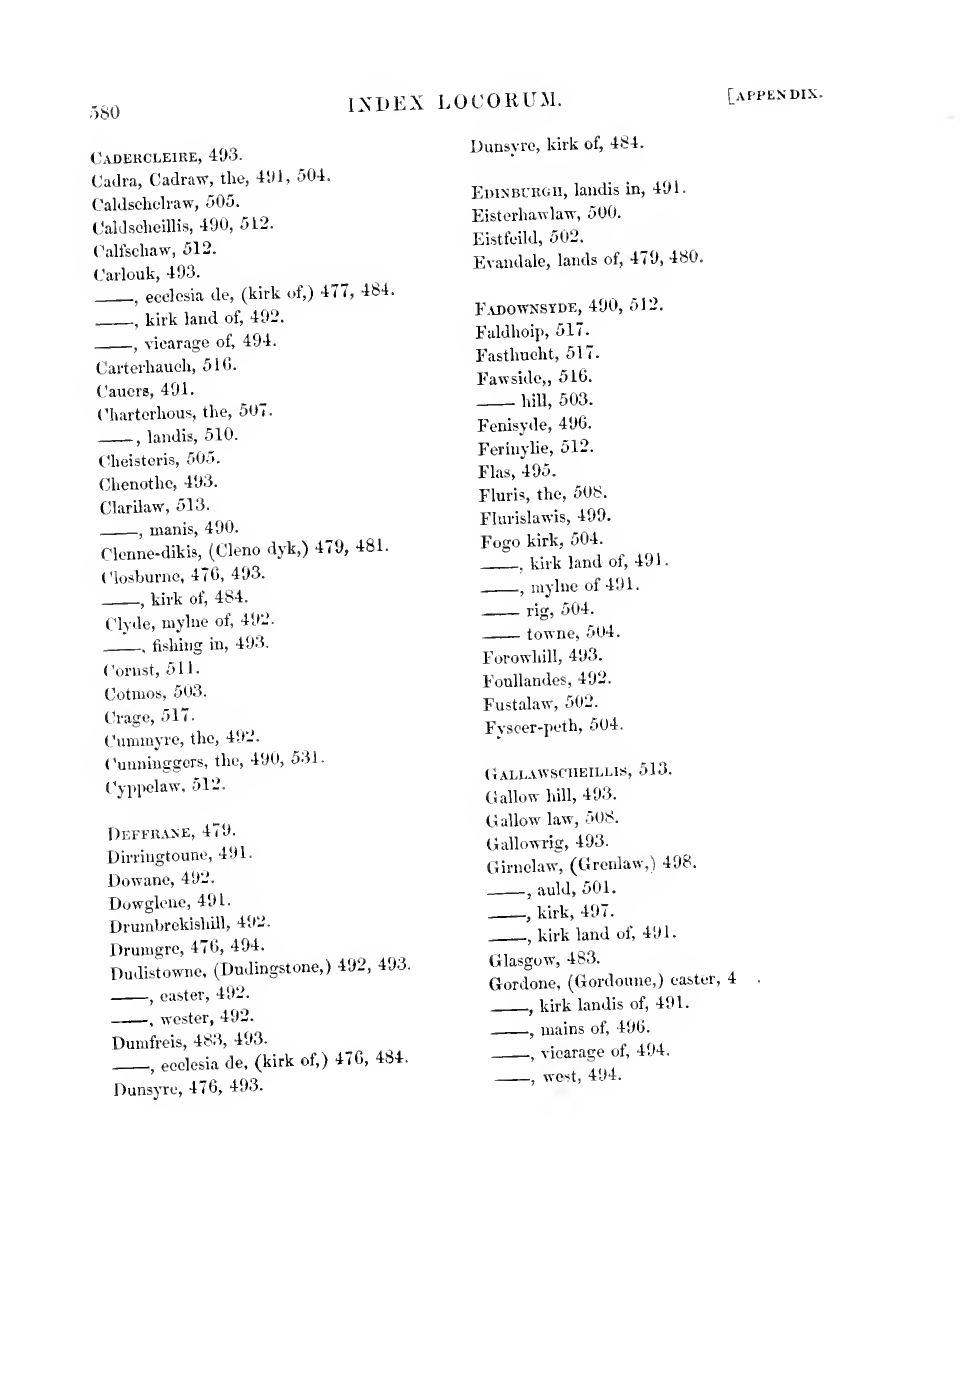 580
INDEX LOCORUM.
[APPENDIX.
CADERCLEIRE, 493.
Cadra, Cadraw, the, 491, 504.
Caldschelraw, 505.
Caldscheillis, 490, 512.
Calfschaw, 512.
Carlouk, 493.
——, ecclesia de, (kirk of,) 477, 484.
——, kirk land of, 492.
——, vicarage of, 494.
Carterhauch, 516.
Cauers, 491.
Charterhous, the, 507.
——, landis, 510.
Cheisteris, 505.
Chenothe, 493.
Clarilaw, 513.
——, manis, 490.
Clenne-dikis, (Cleno dyk,) 479, 481.
Closburne, 476, 493.
——, kirk of, 484.
Clyde, mylne of, 492.
——, fishing in, 493.
Cornst, 511.
Cotmos, 503.
Crage, 517.
Cummyre, the, 492.
Cunninggers, the, 490, 531.
Cyppelaw, 512.
DEFFRANE, 479.
Dirringtoune, 491.
Dowane, 492.
Dowglene, 491.
Drumbrekishill, 492.
Drumgre, 476, 494.
Dudistowne, (Dudingstone,) 492, 493.
——, easter, 492.
——, wester, 492.
Dumfreis, 483, 493.
——, ecclesia de, (kirk of,) 476, 484.
Dunsyre, 476, 493.
Dunsyre, kirk of, 484.
EDINBURGH, landis in, 491.
Eisterhawlaw, 500.
Eistfeild, 502.
Evandale, lands of, 479, 480.
FADOWNSYDE, 490, 512.
Faldhoip, 517.
Fasthucht, 517.
Fawside,, 516.
—— hill, 503.
Fenisyde, 496.
Ferinylie, 512.
Flas, 495.
Fluris, the, 508.
Flurislawis, 499.
Fogo kirk, 504.
——, kirk land of, 491.
——, mylne of 491.
—— rig, 504.
—— towne, 504.
Forowhill, 493.
Foullandes, 492.
Fustalaw, 502.
Fyscer-peth, 504.
GALLAWSCHEILLIS, 513.
Gallow hill, 493.
Gallow law, 508.
Gallowrig, 493.
Girnelaw, (Grenlaw,) 498.
——, auld, 501.
——, kirk, 497.
——, kirk land of, 491.
Glasgow, 483.
Gordone, (Gordoune,) easter, 4
——, kirk landis of, 491.
——, mains of, 496.
——, vicarage of, 494.
——, west, 494.